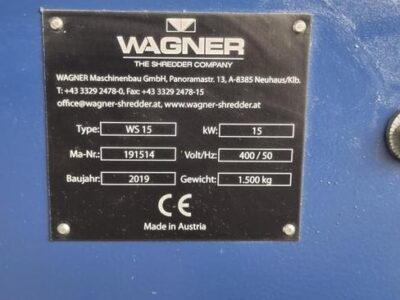 WAGNER
THE SHREDDER COMPANY
WAGNER Maschinenbau GmbH, Panoramastr. 13, A-8385 Neuhaus/Klb.
T: +43 3329 2478-0, Fax: +43 3329 2478-15
office@wagner-shredder.at, www.wagner-shredder.at
Type: WS 15 kW: 15
Ma-Nr.: 191514 Volt/Hz: 400 / 50
Baujahr: 2019 Gewicht: 1.500 kg
CE
Made in Austria